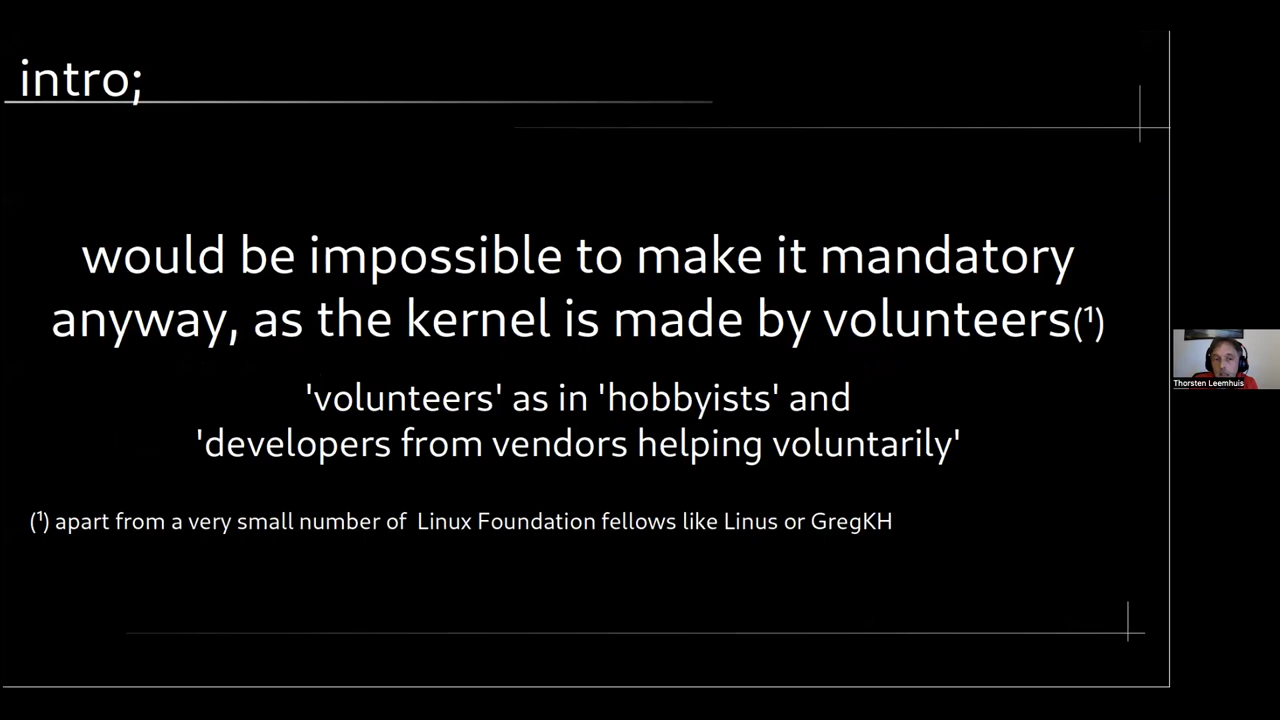 intro;
would be impossible to make it mandatory
anyway, as the kernel is made by volunteers(¹)
'volunteers' as in 'hobbyists' and
'developers from vendors helping voluntarily'
(¹) apart from a very small number of Linux Foundation fellows like Linus or GregKH
Thorsten Leemhuis